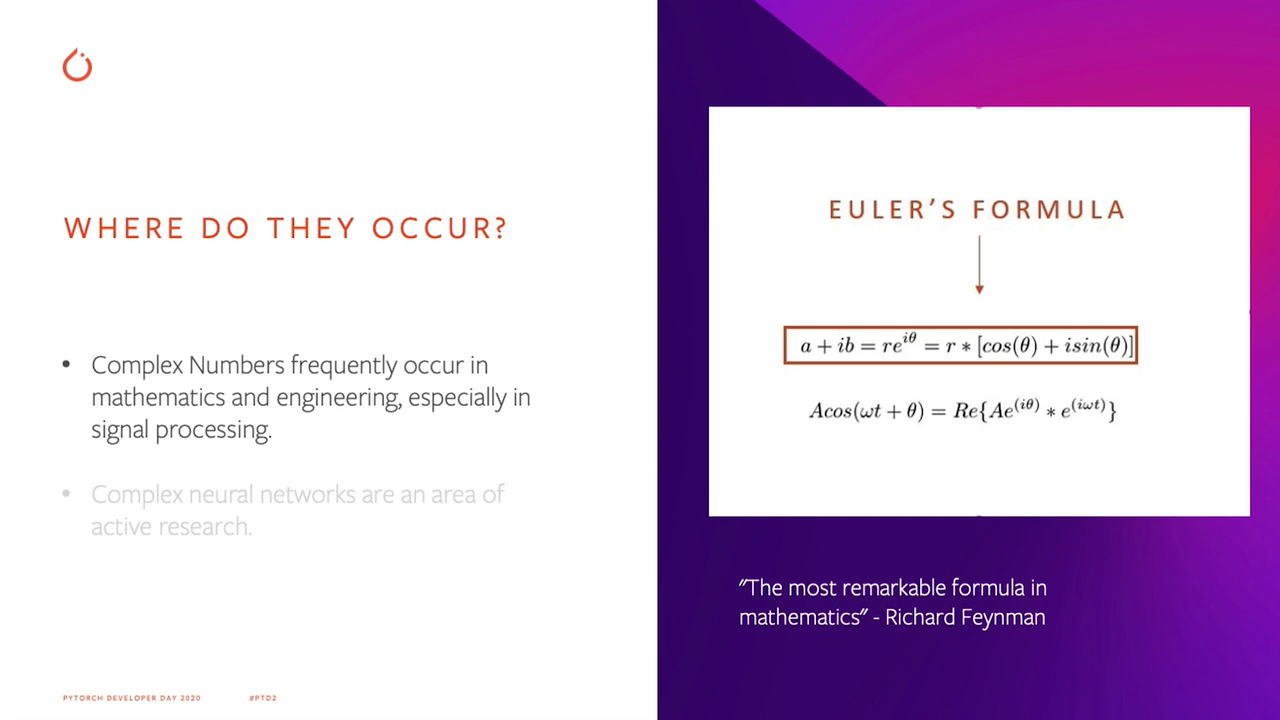 WHERE DO THEY OCCUR?
• Complex Numbers frequently occur in
mathematics and engineering, especially in
signal processing.
• Complex neural networks are an area of
active research.
PYTORCH DEVELOPER DAY 2020 #PTD2
EULER’S FORMULA
a + ib = re^{iθ} = r ∗ [cos(θ) + isin(θ)]
Acos(ωt + θ) = Re{Ae^{(iθ)} ∗ e^{(iωt)}}
"The most remarkable formula in
mathematics" - Richard Feynman